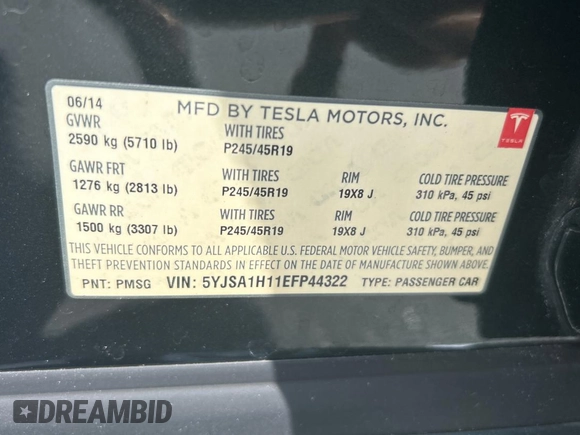 06/14
MFD BY TESLA MOTORS, INC.
GVWR
2590 kg (5710 lb)
WITH TIRES
P245/45R19
TESLA
GAWR FRT
1276 kg (2813 lb)
WITH TIRES
P245/45R19
RIM
19X8 J
COLD TIRE PRESSURE
310 kPa, 45 psi
GAWR RR
1500 kg (3307 lb)
WITH TIRES
P245/45R19
RIM
19X8 J
COLD TIRE PRESSURE
310 kPa, 45 psi
THIS VEHICLE CONFORMS TO ALL APPLICABLE U.S. FEDERAL MOTOR VEHICLE SAFETY, BUMPER, AND
THEFT PREVENTION STANDARDS IN EFFECT ON THE DATE OF MANUFACTURE SHOWN ABOVE.
PNT: PMSG VIN: 5YJSA1H11EFP44322 TYPE: PASSENGER CAR
DREAMBID